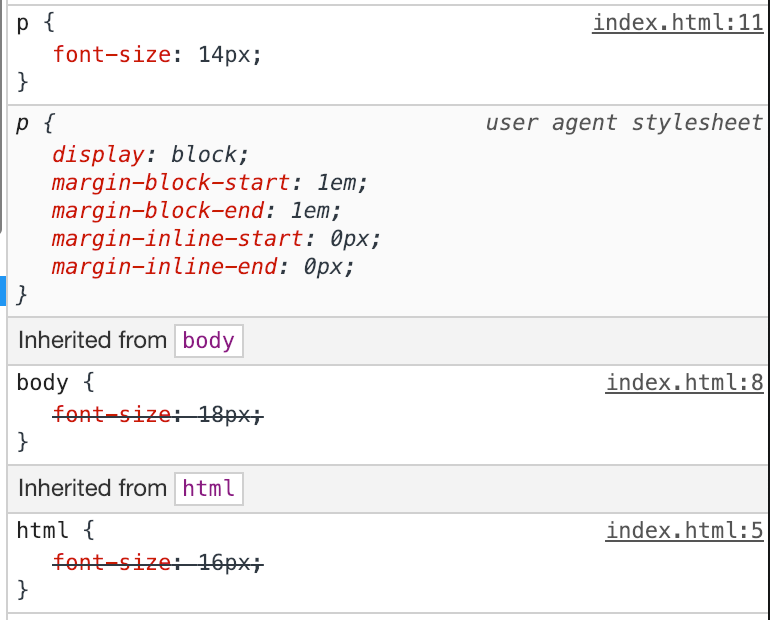 p { index.html:11
font-size: 14px;
}
p { user agent stylesheet
display: block;
margin-block-start: 1em;
margin-block-end: 1em;
margin-inline-start: 0px;
margin-inline-end: 0px;
}
Inherited from body
body { index.html:8
font-size: 18px;
}
Inherited from html
html { index.html:5
font-size: 16px;
}